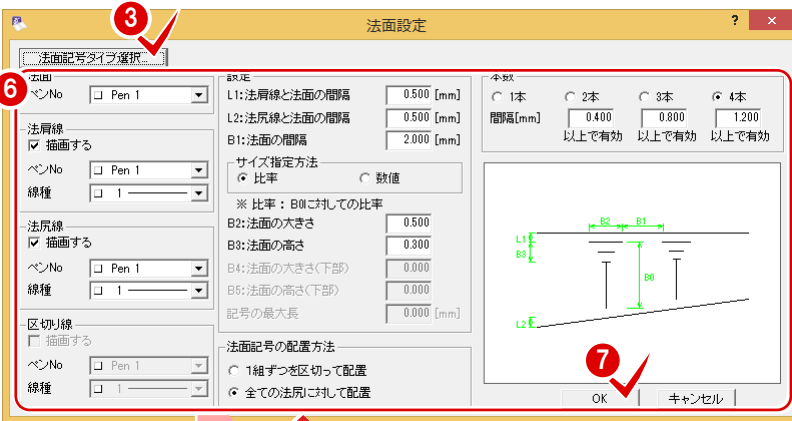 3
法面設定
?
×
法面記号タイプ選択...
6
法面
ペンNo
Pen 1
法肩線
描画する
ペンNo
Pen 1
線種
1
法尻線
描画する
ペンNo
Pen 1
線種
1
区切り線
描画する
ペンNo
Pen 1
線種
1
設定
L1:法肩線と法面の間隔
0.500 [mm]
L2:法尻線と法面の間隔
0.500 [mm]
B1:法面の間隔
2.000 [mm]
サイズ指定方法
比率
数値
※ 比率：B0に対しての比率
B2:法面の大きさ
0.500
B3:法面の高さ
0.300
B4:法面の大きさ(下部)
0.000
B5:法面の高さ(下部)
0.000
記号の最大長
0.000 [mm]
法面記号の配置方法
1組ずつを区切って配置
全ての法尻に対して配置
本数
1本
2本
3本
4本
間隔[mm]
0.400
0.800
1.200
以上で有効
以上で有効
以上で有効
B2
B1
L1
B3
B0
L2
7
OK
キャンセル